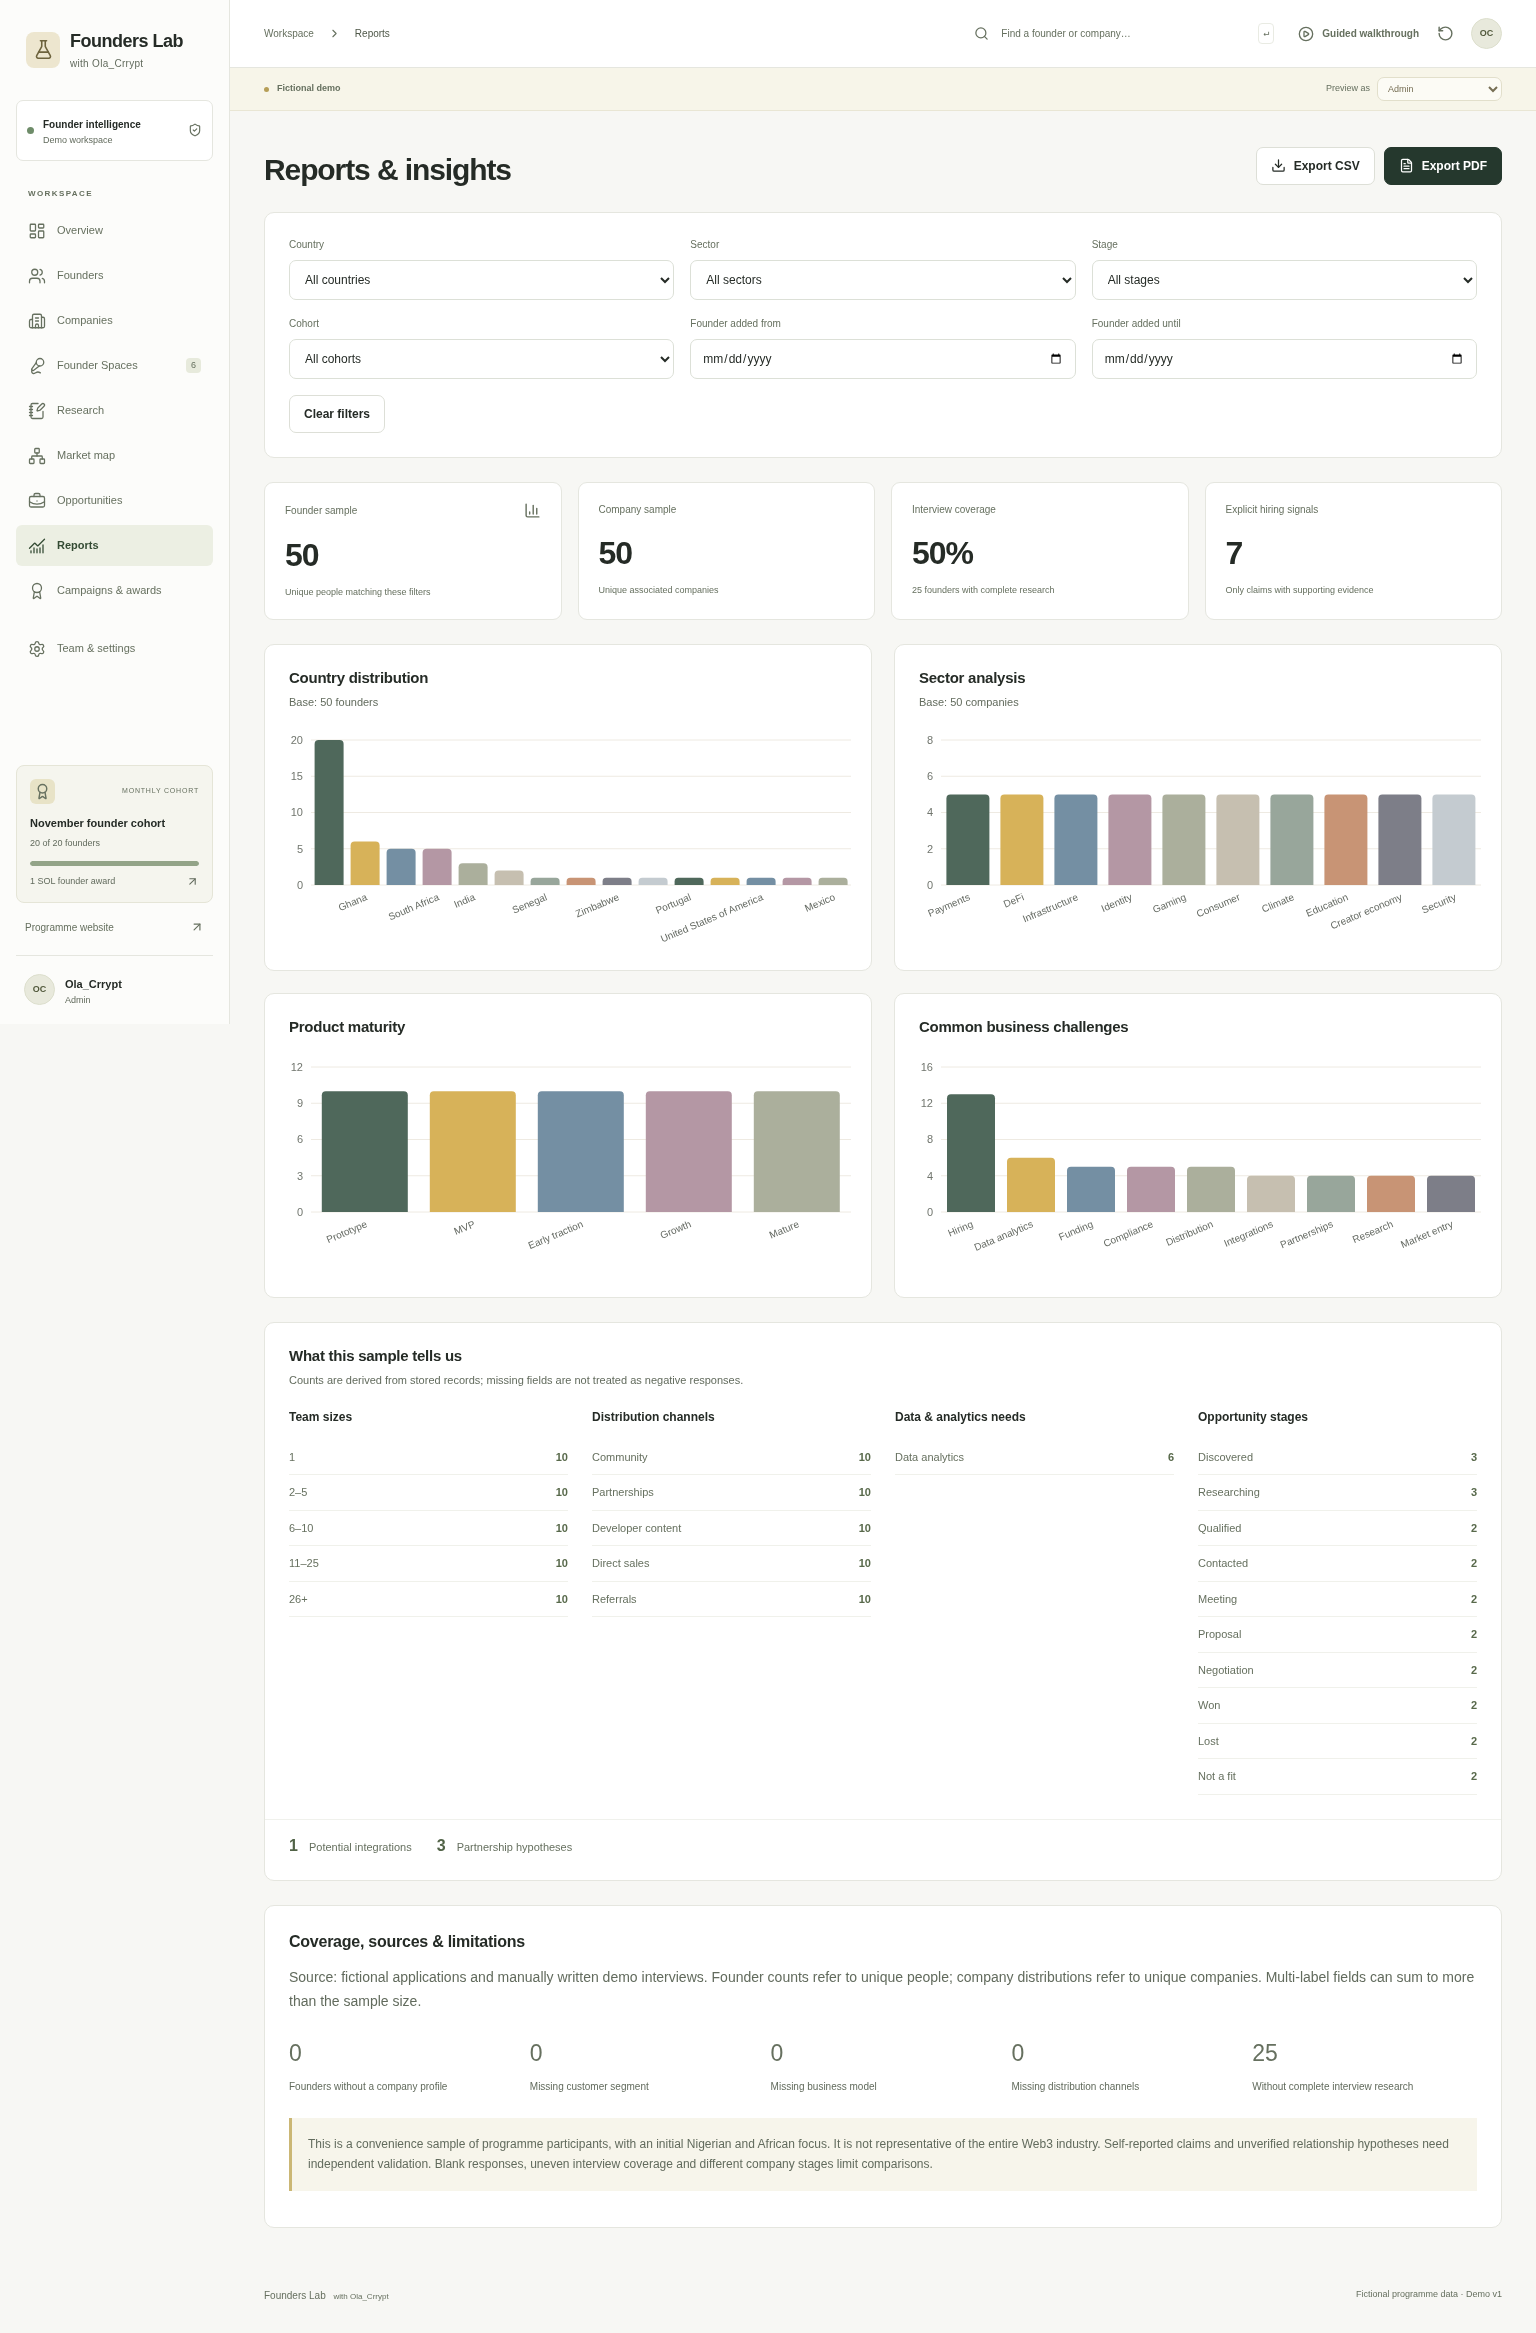 Founders Lab
with Ola_Crrypt
Founder intelligence
Demo workspace
WORKSPACE
Overview
Founders
Companies
Founder Spaces 6
Research
Market map
Opportunities
Reports
Campaigns & awards
Team & settings
MONTHLY COHORT
November founder cohort
20 of 20 founders
1 SOL founder award
Programme website
OC
Ola_Crrypt
Admin
Workspace Reports
Find a founder or company…
Guided walkthrough
OC
Fictional demo
Preview as Admin
Reports & insights
Export CSV
Export PDF
Country Sector Stage
All countries All sectors All stages
Cohort Founder added from Founder added until
All cohorts mm/dd/yyyy mm/dd/yyyy
Clear filters
Founder sample
50
Unique people matching these filters
Company sample
50
Unique associated companies
Interview coverage
50%
25 founders with complete research
Explicit hiring signals
7
Only claims with supporting evidence
Country distribution
Base: 50 founders
20
15
10
5
0
Ghana South Africa India Senegal Zimbabwe Portugal United States of America Mexico
Sector analysis
Base: 50 companies
8
6
4
2
0
Payments DeFi Infrastructure Identity Gaming Consumer Climate Education Creator economy Security
Product maturity
12
9
6
3
0
Prototype MVP Early traction Growth Mature
Common business challenges
16
12
8
4
0
Hiring Data analytics Funding Compliance Distribution Integrations Partnerships Research Market entry
What this sample tells us
Counts are derived from stored records; missing fields are not treated as negative responses.
Team sizes
1 10
2–5 10
6–10 10
11–25 10
26+ 10
Distribution channels
Community 10
Partnerships 10
Developer content 10
Direct sales 10
Referrals 10
Data & analytics needs
Data analytics 6
Opportunity stages
Discovered 3
Researching 3
Qualified 2
Contacted 2
Meeting 2
Proposal 2
Negotiation 2
Won 2
Lost 2
Not a fit 2
1 Potential integrations 3 Partnership hypotheses
Coverage, sources & limitations
Source: fictional applications and manually written demo interviews. Founder counts refer to unique people; company distributions refer to unique companies. Multi-label fields can sum to more
than the sample size.
0
Founders without a company profile
0
Missing customer segment
0
Missing business model
0
Missing distribution channels
25
Without complete interview research
This is a convenience sample of programme participants, with an initial Nigerian and African focus. It is not representative of the entire Web3 industry. Self-reported claims and unverified relationship hypotheses need
independent validation. Blank responses, uneven interview coverage and different company stages limit comparisons.
Founders Lab with Ola_Crrypt
Fictional programme data · Demo v1